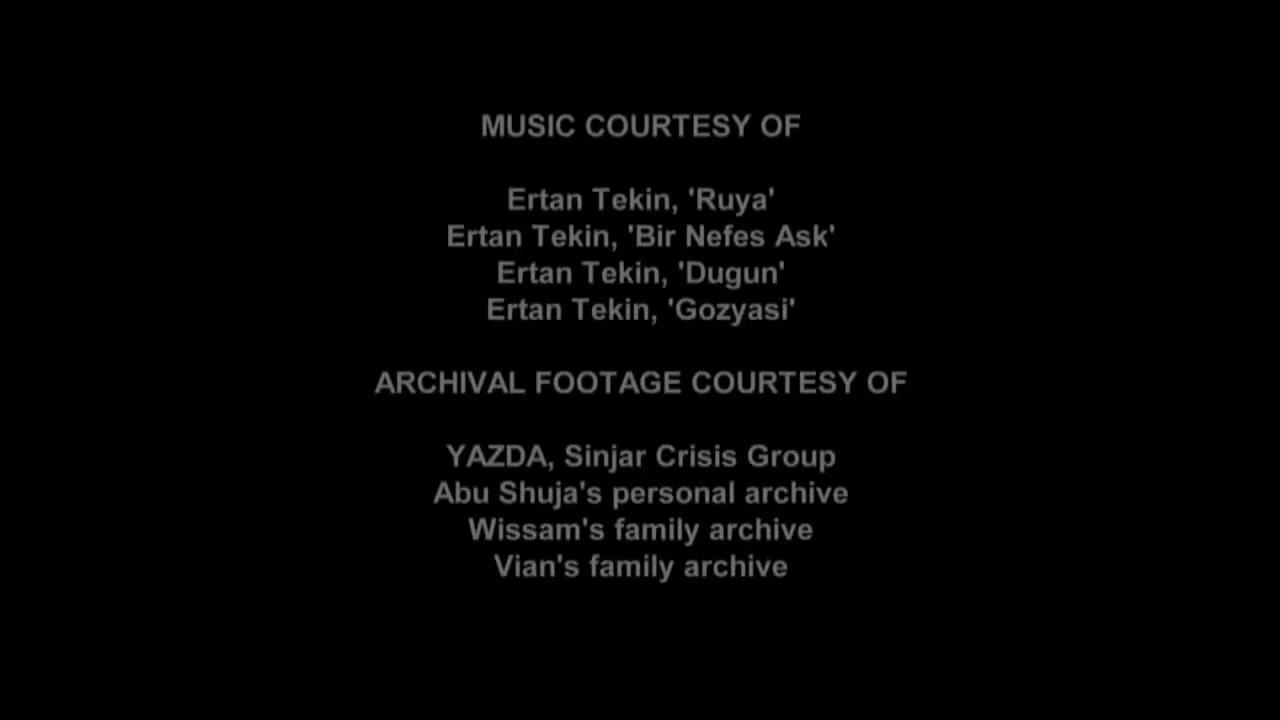 MUSIC COURTESY OF
Ertan Tekin, 'Ruya'
Ertan Tekin, 'Bir Nefes Ask'
Ertan Tekin, 'Dugun'
Ertan Tekin, 'Gozyasi'
ARCHIVAL FOOTAGE COURTESY OF
YAZDA, Sinjar Crisis Group
Abu Shuja's personal archive
Wissam's family archive
Vian's family archive